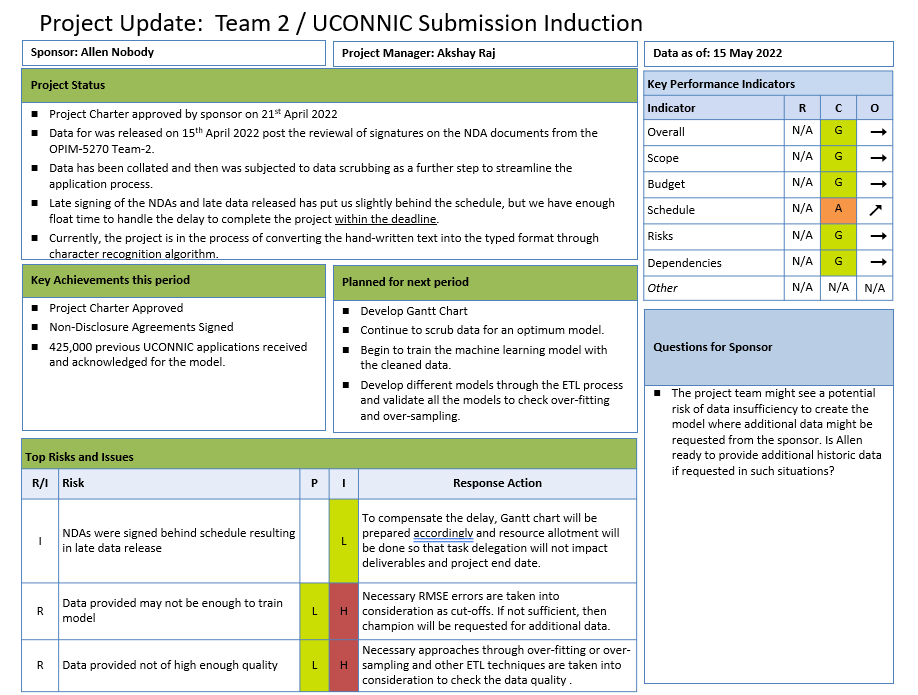 Project Update:  Team 2 / UCONNIC Submission Induction
Sponsor: Allen Nobody
Project Manager: Akshay Raj
Data as of: 15 May 2022
Project Status
■ Project Charter approved by sponsor on 21st April 2022
■ Data for was released on 15th April 2022 post the reviewal of signatures on the NDA documents from the
OPIM-5270 Team-2.
■ Data has been collated and then was subjected to data scrubbing as a further step to streamline the
application process.
■ Late signing of the NDAs and late data released has put us slightly behind the schedule, but we have enough
float time to handle the delay to complete the project within the deadline.
■ Currently, the project is in the process of converting the hand-written text into the typed format through
character recognition algorithm.
Key Performance Indicators
Indicator R C O
Overall N/A G →
Scope N/A G →
Budget N/A G →
Schedule N/A A ↗
Risks N/A G →
Dependencies N/A G →
Other N/A N/A N/A
Key Achievements this period
■ Project Charter Approved
■ Non-Disclosure Agreements Signed
■ 425,000 previous UCONNIC applications received
and acknowledged for the model.
Planned for next period
■ Develop Gantt Chart
■ Continue to scrub data for an optimum model.
■ Begin to train the machine learning model with
the cleaned data.
■ Develop different models through the ETL process
and validate all the models to check over-fitting
and over-sampling.
Questions for Sponsor
■ The project team might see a potential
risk of data insufficiency to create the
model where additional data might be
requested from the sponsor. Is Allen
ready to provide additional historic data
if requested in such situations?
Top Risks and Issues
R/I Risk P I Response Action
I
NDAs were signed behind schedule resulting
in late data release
L
To compensate the delay, Gantt chart will be
prepared accordingly and resource allotment will
be done so that task delegation will not impact
deliverables and project end date.
R
Data provided may not be enough to train
model
L H
Necessary RMSE errors are taken into
consideration as cut-offs. If not sufficient, then
champion will be requested for additional data.
R
Data provided not of high enough quality
L H
Necessary approaches through over-fitting or over-
sampling and other ETL techniques are taken into
consideration to check the data quality .